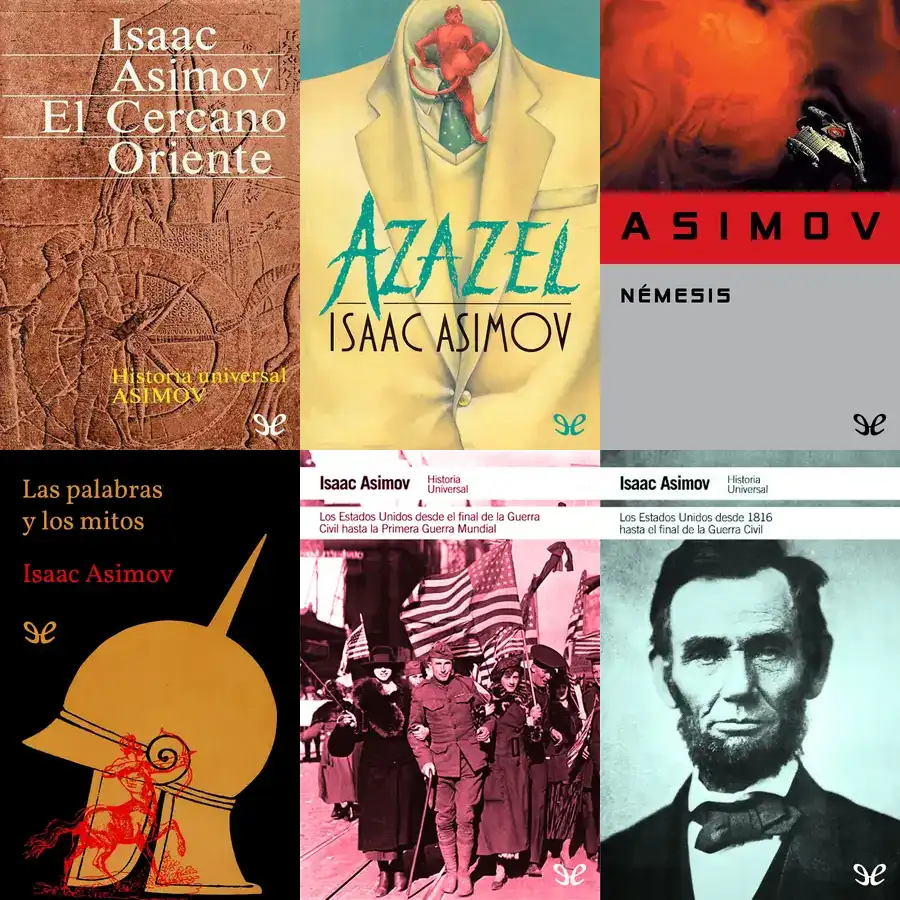 Isaac
Asimov
El Cercano
Oriente
Historia universal
ASIMOV
AZAZEL
ISAAC ASIMOV
ASIMOV
NÉMESIS
Las palabras
y los mitos
Isaac Asimov
Isaac Asimov
Historia
Universal
Los Estados Unidos desde el final de la Guerra
Civil hasta la Primera Guerra Mundial
Isaac Asimov
Historia
Universal
Los Estados Unidos desde 1816
hasta el final de la Guerra Civil